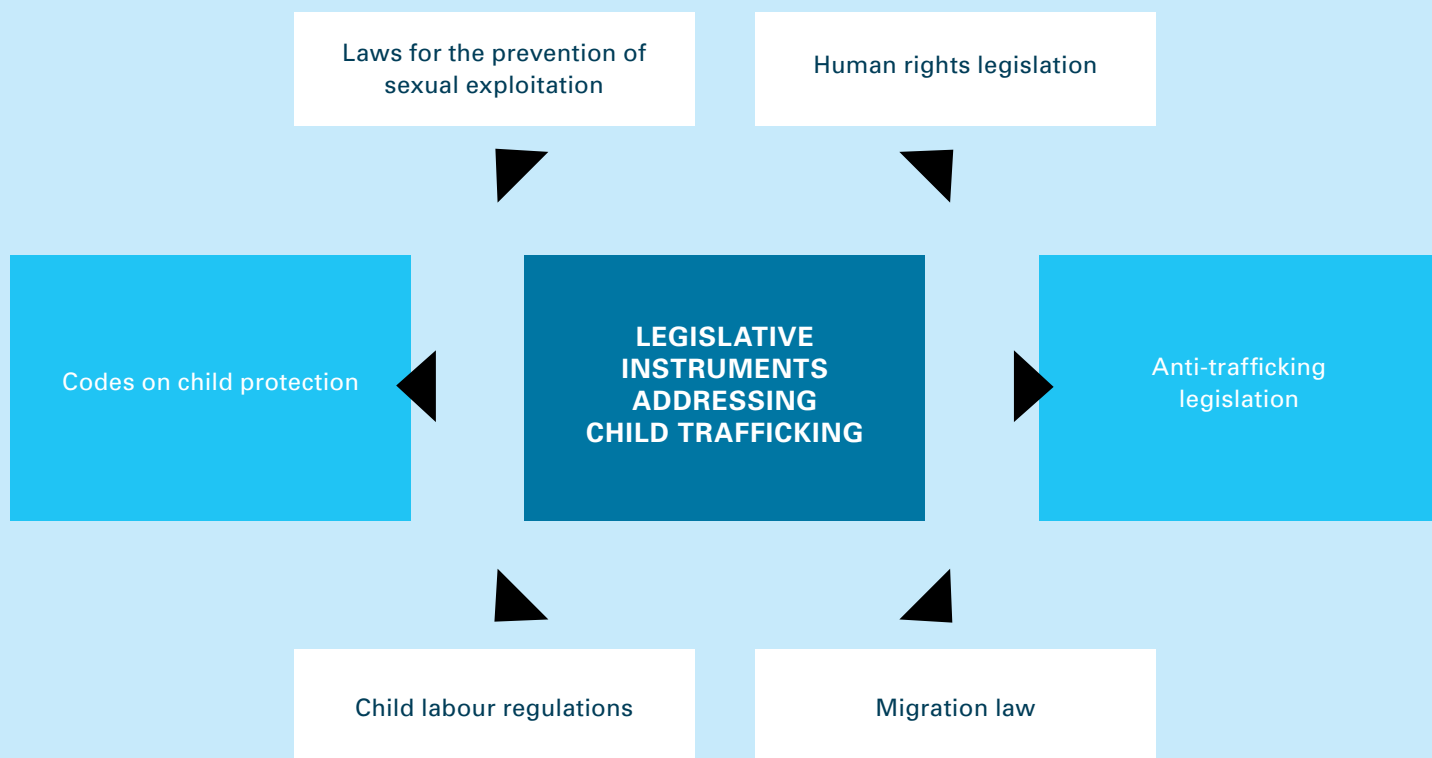 Laws for the prevention of
sexual exploitation
Human rights legislation
Codes on child protection
LEGISLATIVE
INSTRUMENTS
ADDRESSING
CHILD TRAFFICKING
Anti-trafficking
legislation
Child labour regulations
Migration law